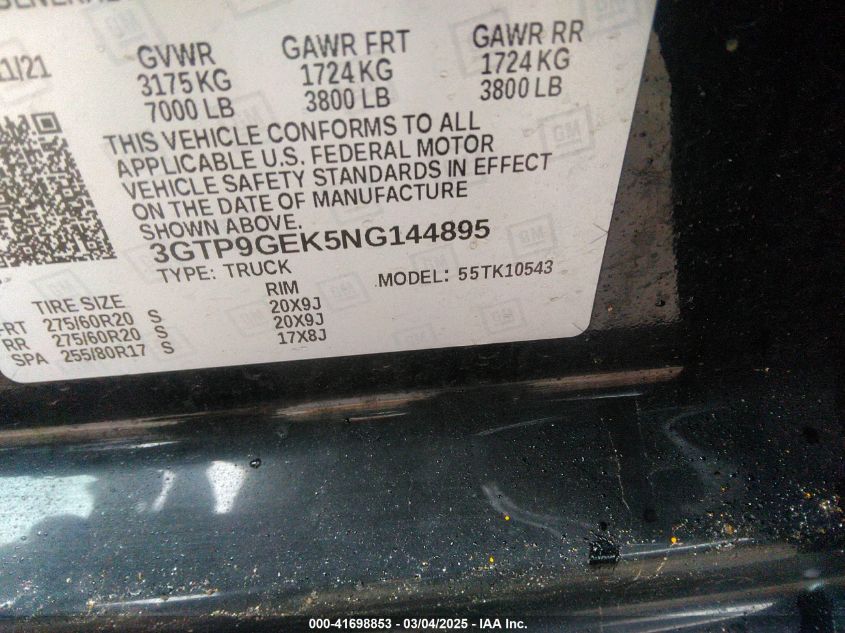 GVWR GAWR FRT GAWR RR
1/21 3175 KG 1724 KG 1724 KG
7000 LB 3800 LB 3800 LB
THIS VEHICLE CONFORMS TO ALL
APPLICABLE U.S. FEDERAL MOTOR
VEHICLE SAFETY STANDARDS IN EFFECT
ON THE DATE OF MANUFACTURE
SHOWN ABOVE.
3GTP9GEK5NG144895
TYPE: TRUCK MODEL: 55TK10543
TIRE SIZE RIM
FRT 275/60R20 S 20X9J
RR 275/60R20 S 20X9J
SPA 255/80R17 S 17X8J
GM
000-41698853 — 03/04/2025 — IAA Inc.